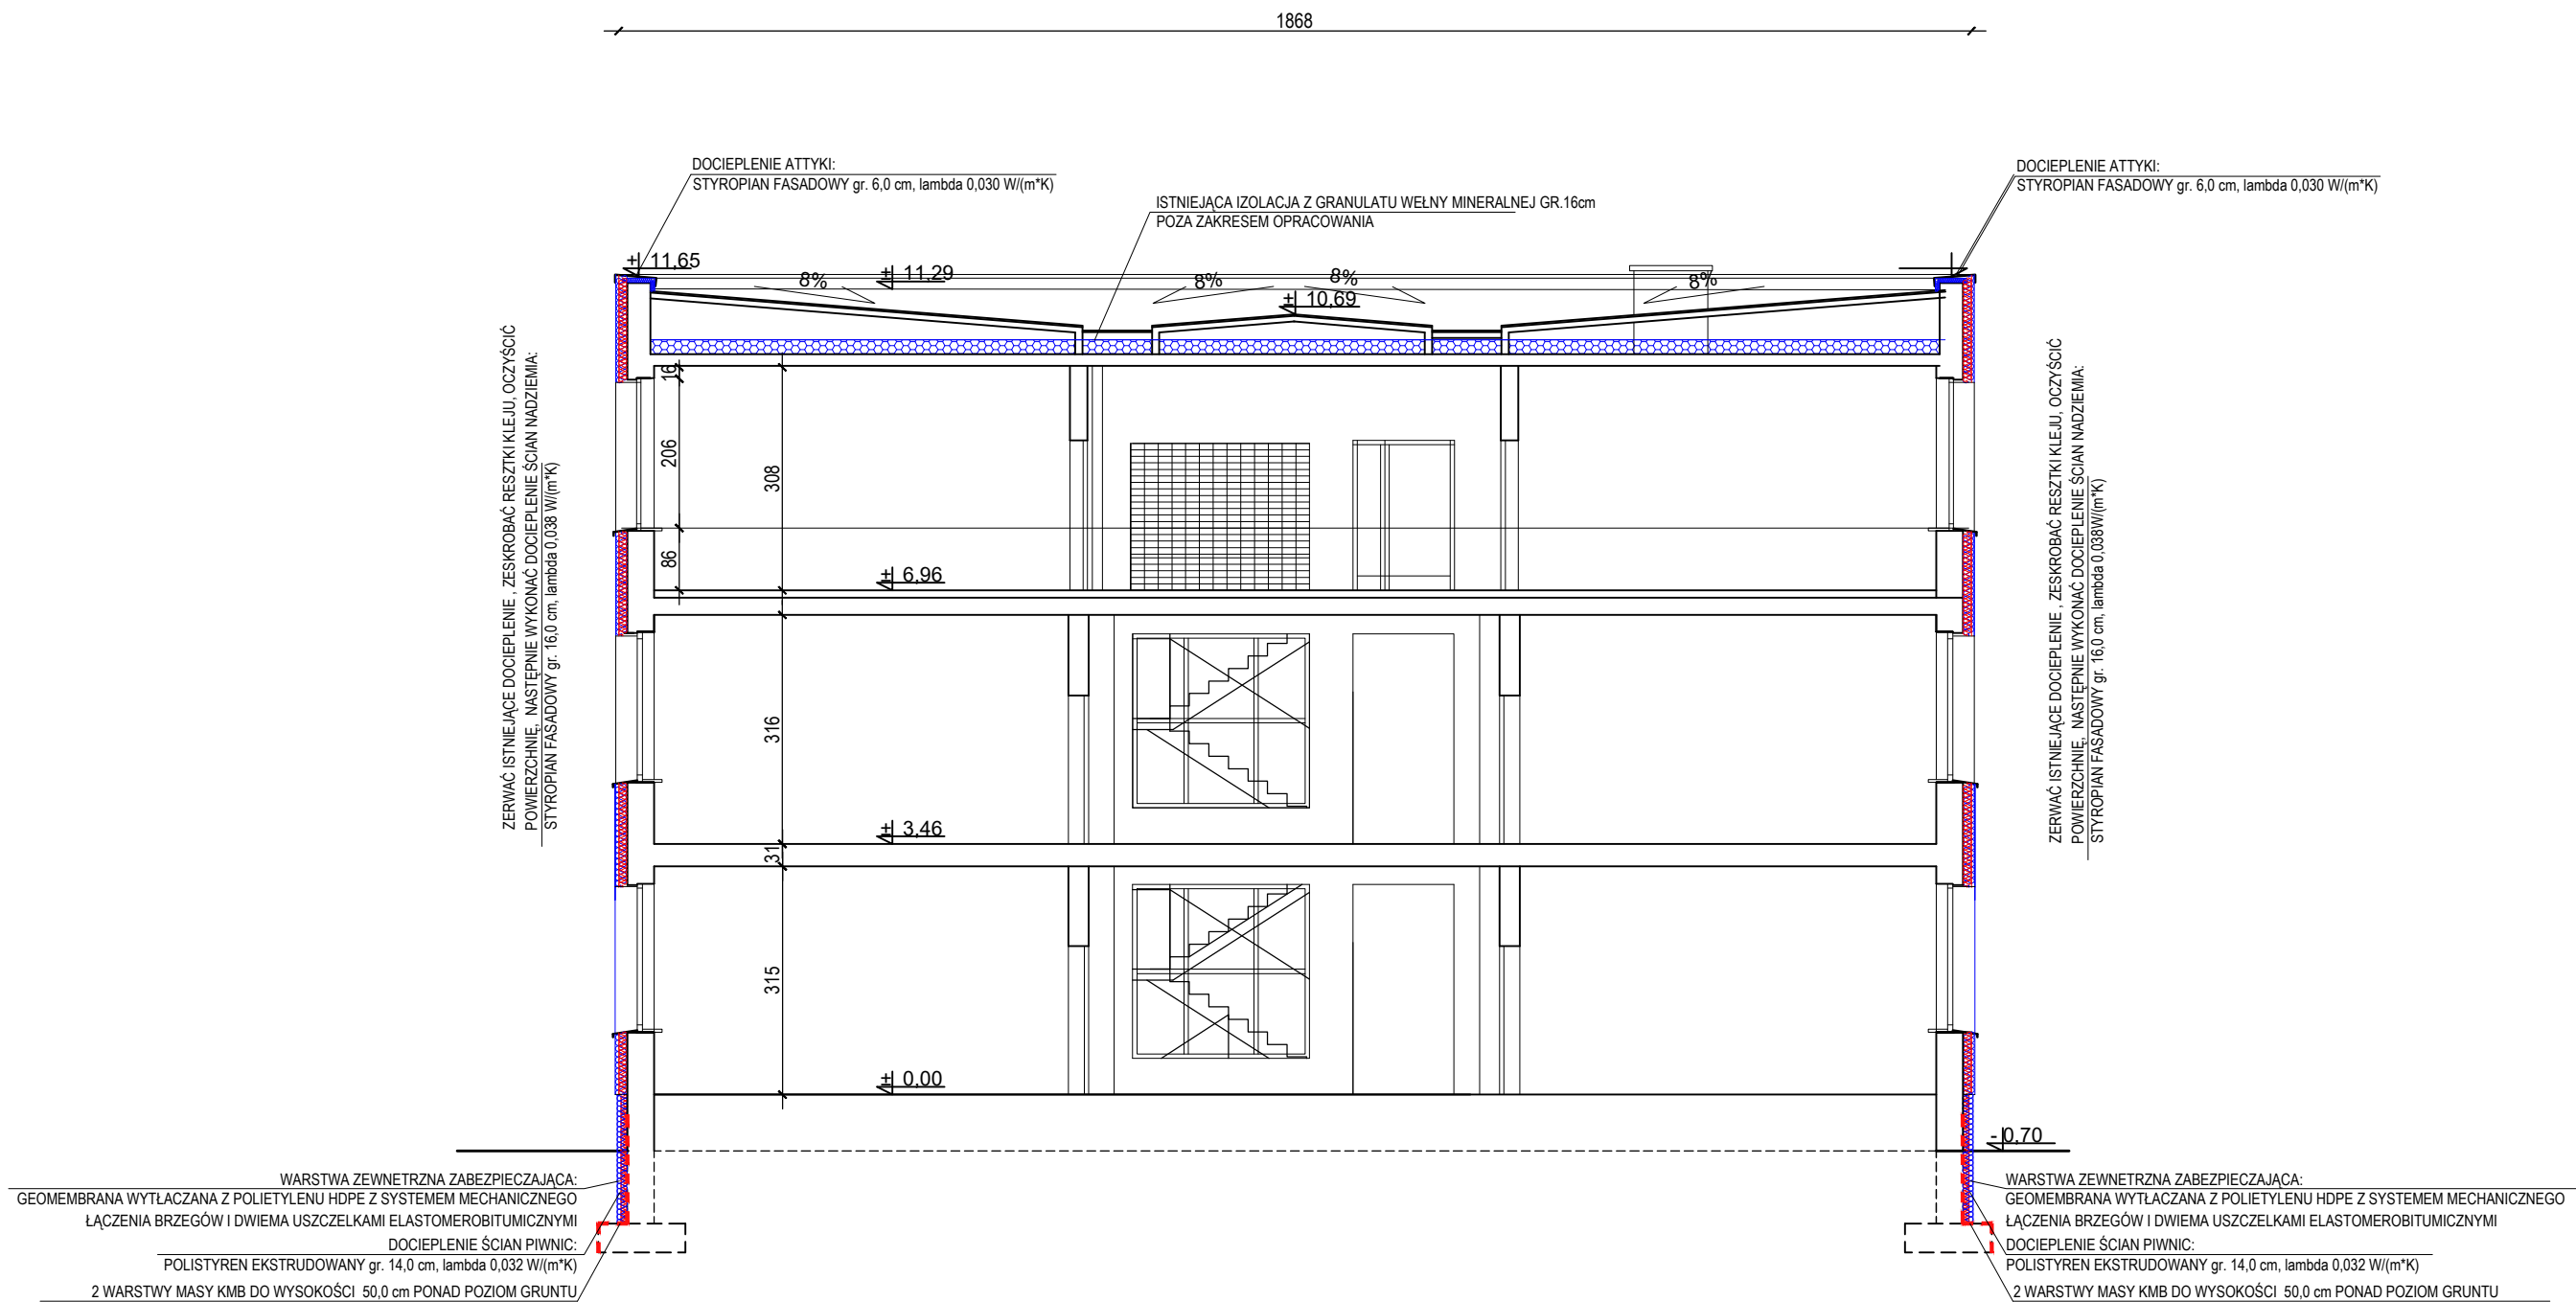 1868
DOCIEPLENIE ATTYKI:
STYROPIAN FASADOWY gr. 6,0 cm, lambda 0,030 W/(m*K)
DOCIEPLENIE ATTYKI:
STYROPIAN FASADOWY gr. 6,0 cm, lambda 0,030 W/(m*K)
ISTNIEJĄCA IZOLACJA Z GRANULATU WEŁNY MINERALNEJ GR.16cm
POZA ZAKRESEM OPRACOWANIA
± 11,65
± 11,29
8%
8%
8%
8%
± 10,69
ZERWAĆ ISTNIEJĄCE DOCIEPLENIE , ZESKROBAĆ RESZTKI KLEJU, OCZYŚCIĆ
POWIERZCHNIĘ, NASTĘPNIE WYKONAĆ DOCIEPLENIE ŚCIAN NADZIEMIA:
STYROPIAN FASADOWY gr. 16,0 cm, lambda 0,038 W/(m*K)
16
206
86
308
± 6,96
316
± 3,46
31
315
± 0,00
ZERWAĆ ISTNIEJĄCE DOCIEPLENIE , ZESKROBAĆ RESZTKI KLEJU, OCZYŚCIĆ
POWIERZCHNIĘ, NASTĘPNIE WYKONAĆ DOCIEPLENIE ŚCIAN NADZIEMIA:
STYROPIAN FASADOWY gr. 16,0 cm, lambda 0,038W/(m*K)
- 0,70
WARSTWA ZEWNETRZNA ZABEZPIECZAJĄCA:
GEOMEMBRANA WYTŁACZANA Z POLIETYLENU HDPE Z SYSTEMEM MECHANICZNEGO
ŁĄCZENIA BRZEGÓW I DWIEMA USZCZELKAMI ELASTOMEROBITUMICZNYMI
DOCIEPLENIE ŚCIAN PIWNIC:
POLISTYREN EKSTRUDOWANY gr. 14,0 cm, lambda 0,032 W/(m*K)
2 WARSTWY MASY KMB DO WYSOKOŚCI 50,0 cm PONAD POZIOM GRUNTU
WARSTWA ZEWNETRZNA ZABEZPIECZAJĄCA:
GEOMEMBRANA WYTŁACZANA Z POLIETYLENU HDPE Z SYSTEMEM MECHANICZNEGO
ŁĄCZENIA BRZEGÓW I DWIEMA USZCZELKAMI ELASTOMEROBITUMICZNYMI
DOCIEPLENIE ŚCIAN PIWNIC:
POLISTYREN EKSTRUDOWANY gr. 14,0 cm, lambda 0,032 W/(m*K)
2 WARSTWY MASY KMB DO WYSOKOŚCI 50,0 cm PONAD POZIOM GRUNTU